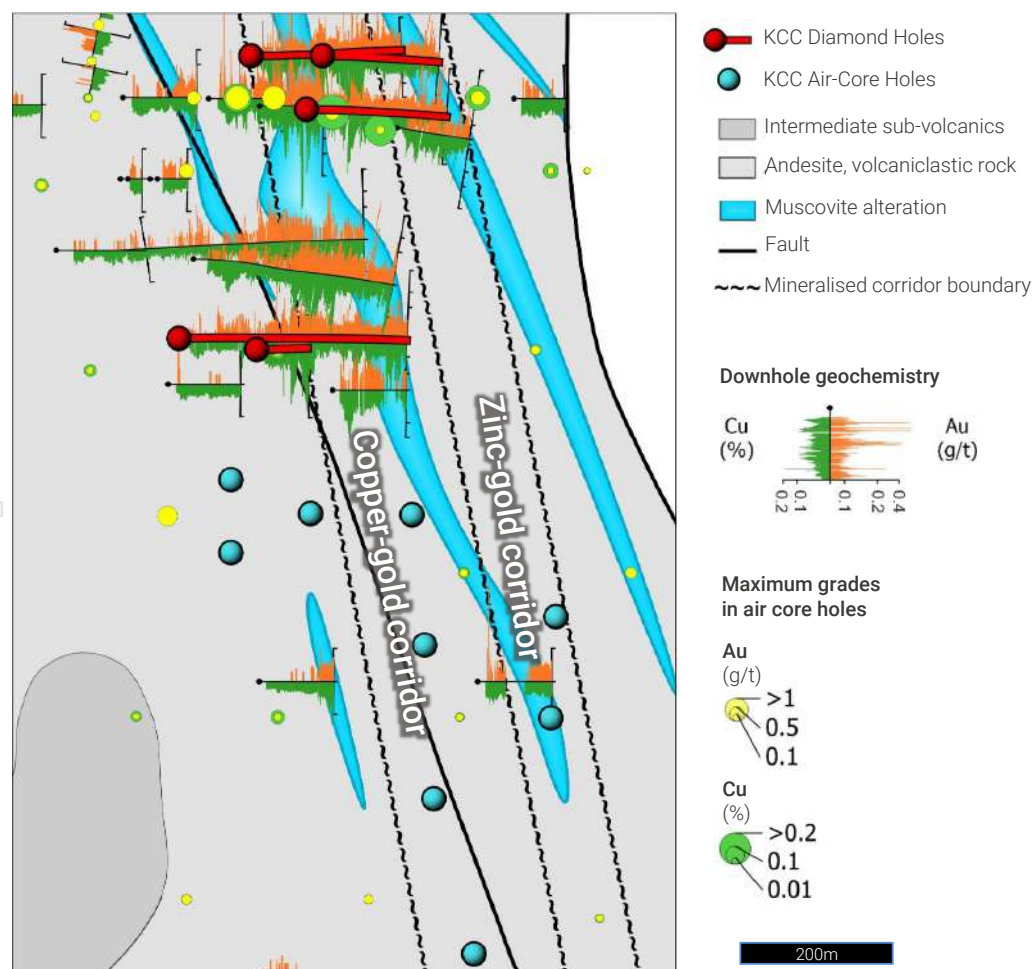 KCC Diamond Holes
KCC Air-Core Holes
Intermediate sub-volcanics
Andesite, volcaniclastic rock
Muscovite alteration
Fault
Mineralised corridor boundary
Downhole geochemistry
Cu
(%)
Au
(g/t)
0.2
0.1
0.1
0.2
0.4
Copper-gold corridor
Zinc-gold corridor
Maximum grades
in air core holes
Au
(g/t)
>1
0.5
0.1
Cu
(%)
>0.2
0.1
0.01
200m